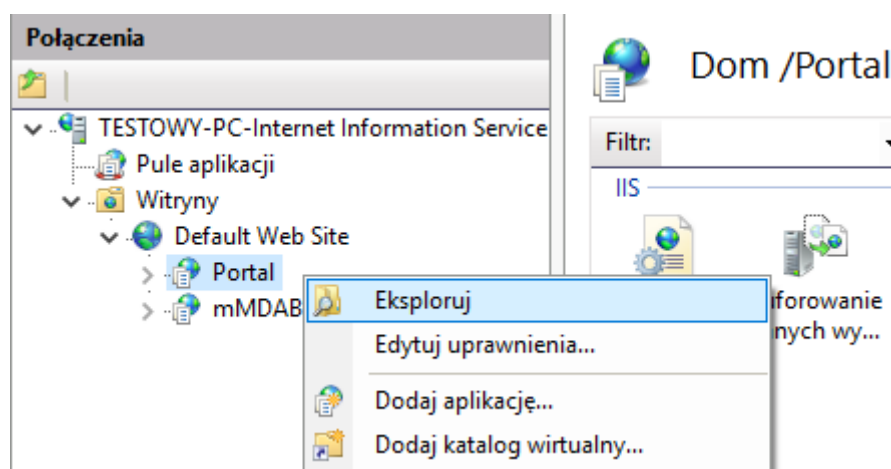 Połączenia
TESTOWY-PC-Internet Information Service
Pule aplikacji
Witryny
Default Web Site
Portal
mMDAB
Eksploruj
Edytuj uprawnienia...
Dodaj aplikację...
Dodaj katalog wirtualny...
Dom /Portal
Filtr:
IIS
forowanie
nych wy...